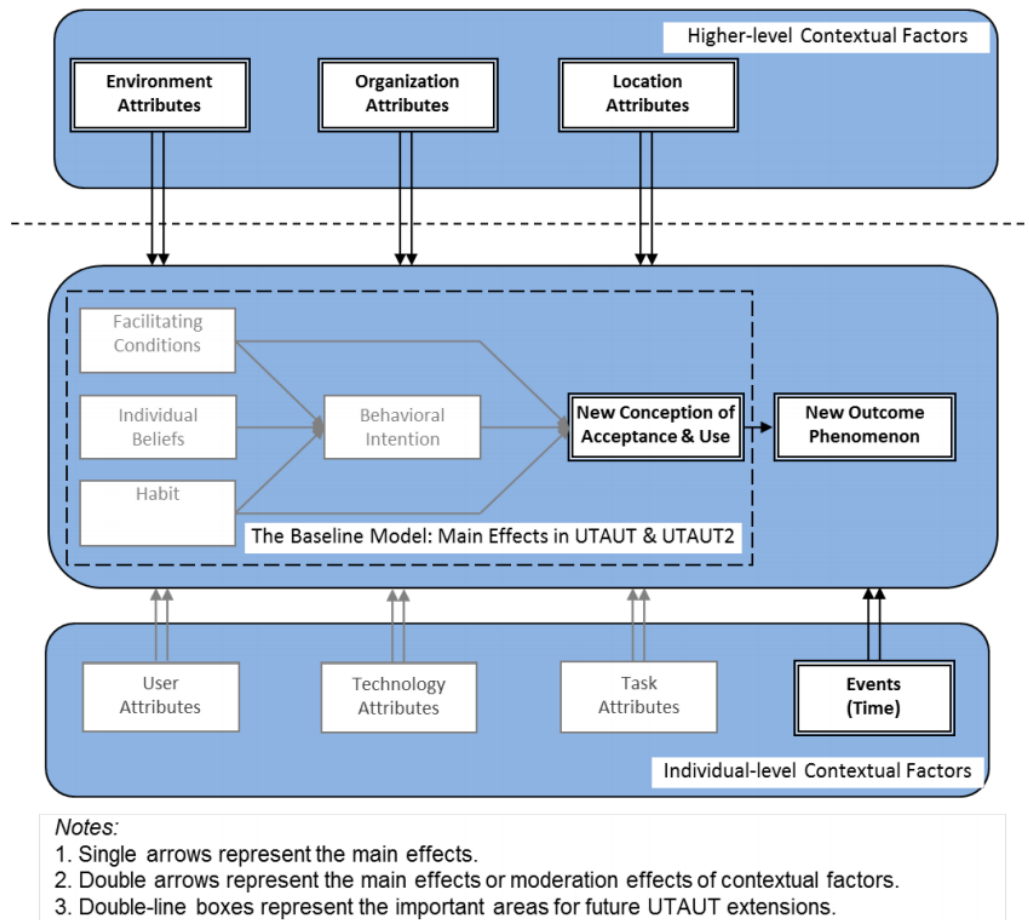 Higher-level Contextual Factors
Environment
Attributes
Organization
Attributes
Location
Attributes
Facilitating
Conditions
Individual
Beliefs
Habit
Behavioral
Intention
New Conception of
Acceptance & Use
New Outcome
Phenomenon
The Baseline Model: Main Effects in UTAUT & UTAUT2
User
Attributes
Technology
Attributes
Task
Attributes
Events
(Time)
Individual-level Contextual Factors
Notes:
1. Single arrows represent the main effects.
2. Double arrows represent the main effects or moderation effects of contextual factors.
3. Double-line boxes represent the important areas for future UTAUT extensions.